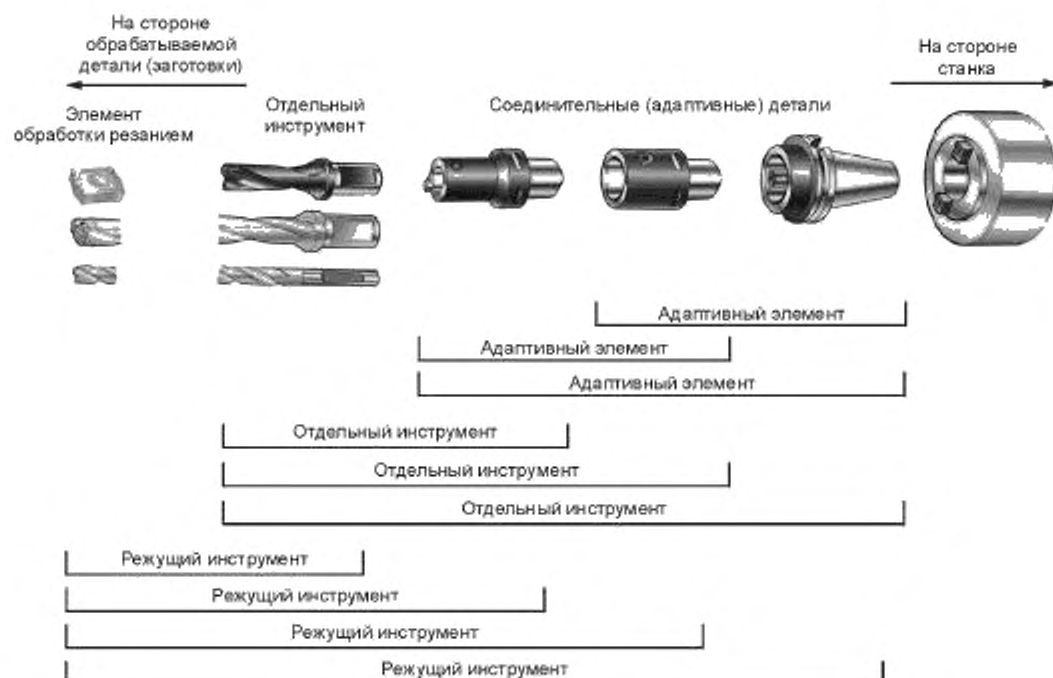 На стороне
обрабатываемой
детали (заготовки)
На стороне
станка
Элемент
обработки резанием
Отдельный
инструмент
Соединительные (адаптивные) детали
Адаптивный элемент
Адаптивный элемент
Адаптивный элемент
Отдельный инструмент
Отдельный инструмент
Отдельный инструмент
Режущий инструмент
Режущий инструмент
Режущий инструмент
Режущий инструмент